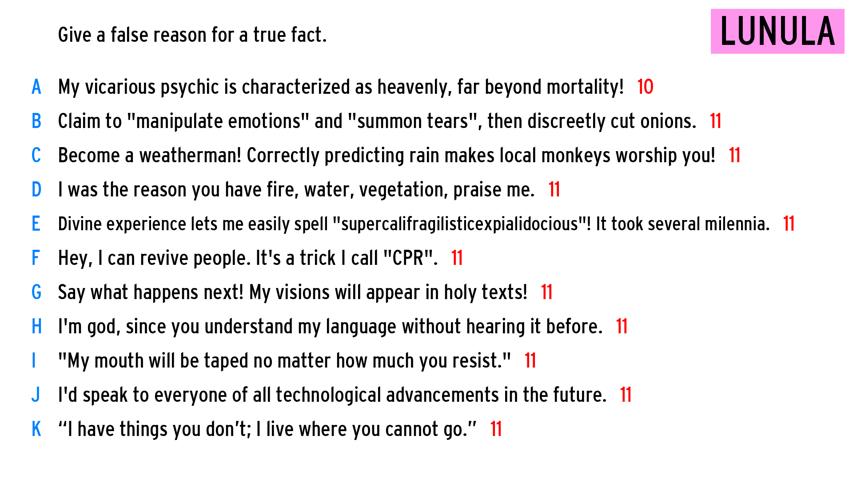 Give a false reason for a true fact.
LUNULA
A My vicarious psychic is characterized as heavenly, far beyond mortality! 10
B Claim to "manipulate emotions" and "summon tears", then discreetly cut onions. 11
C Become a weatherman! Correctly predicting rain makes local monkeys worship you! 11
D I was the reason you have fire, water, vegetation, praise me. 11
E Divine experience lets me easily spell "supercalifragilisticexpialidocious"! It took several milennia. 11
F Hey, I can revive people. It's a trick I call "CPR". 11
G Say what happens next! My visions will appear in holy texts! 11
H I'm god, since you understand my language without hearing it before. 11
I "My mouth will be taped no matter how much you resist." 11
J I'd speak to everyone of all technological advancements in the future. 11
K “I have things you don’t; I live where you cannot go.” 11